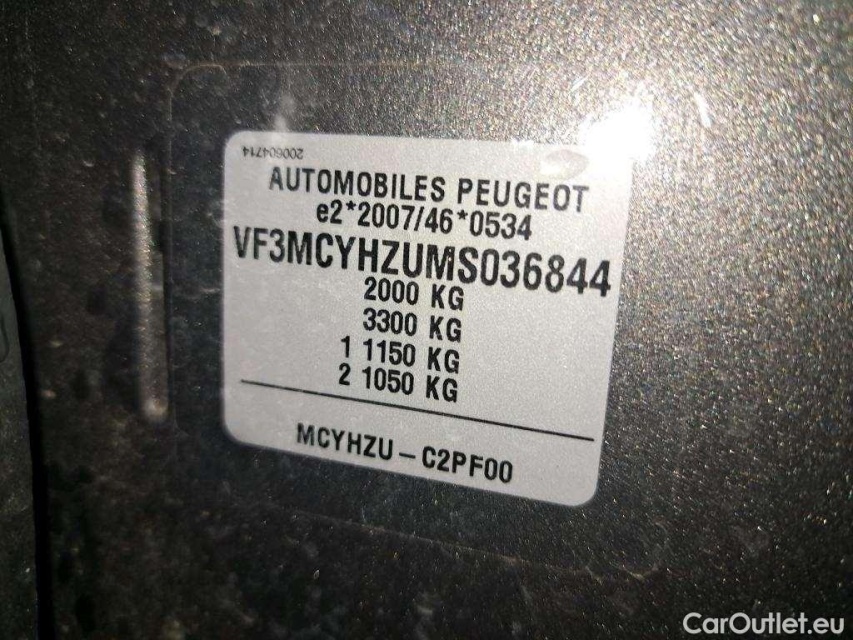 200604714
AUTOMOBILES PEUGEOT
e2*2007/46*0534
VF3MCYHZUMS036844
2000 KG
3300 KG
1 1150 KG
2 1050 KG
MCYHZU - C2PF00
CarOutlet.eu